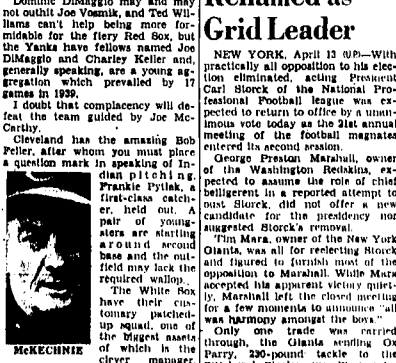 Dominic DiMaggio may and may
not outhit Joe Vosmik, and Ted Wil-
liams can't help being more for-
midable for the fiery Red Sox, but
the Yanks have fellows named Joe
DiMaggio and Charley Keller and,
generally speaking, are a young ag-
gregation which prevailed by 17
games in 1939.
I doubt that complacency will de-
feat the team guided by Joe Mc-
Carthy.
Cleveland has the amazing Bob
Feller, after whom you must place
a question mark in speaking of In-
dian pitching.
Frankie Pytlak, a
first-class catch-
er, held out. A
pair of young-
sters are starting
around second
base and the out-
field may lack the
required wallop.
The White Sox
have their cus-
tomary patched-
up squad, one of
the biggest assets
of which is the
clever manager
McKECHNIE
Renamed as
Grid Leader
NEW YORK, April 13 (UP)—With
practically all opposition to his elec-
tion eliminated, acting President
Carl Storck of the National Pro-
fessional Football league was ex-
pected to return to office by a unan-
imous vote today as the 21st annual
meeting of the football magnates
entered its second session.
George Preston Marshall, owner
of the Washington Redskins, ex-
pected to assume the role of chief
belligerent in a reported attempt to
oust Storck, did not offer a new
candidate for the presidency nor
suggested Storck's removal.
Tim Mara, owner of the New York
Giants, was all for reelecting Storck
and figured to furnish most of the
opposition to Marshall. While Mara
accepted his apparent victory quiet-
ly, Marshall left the closed meeting
for a few moments to announce "all
was harmony amongst the boys."
Only one trade was carried
through, the Giants sending Ox
Parry, 230-pound tackle to the